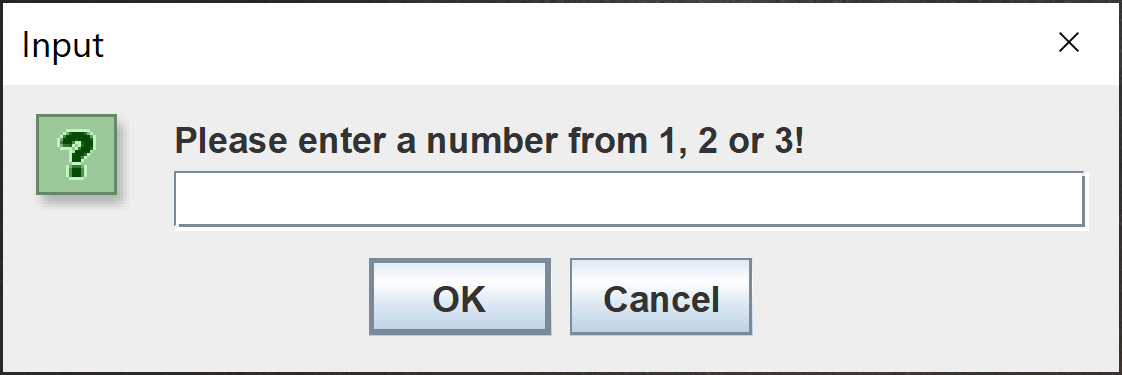 Input
Please enter a number from 1, 2 or 3!
OK
Cancel